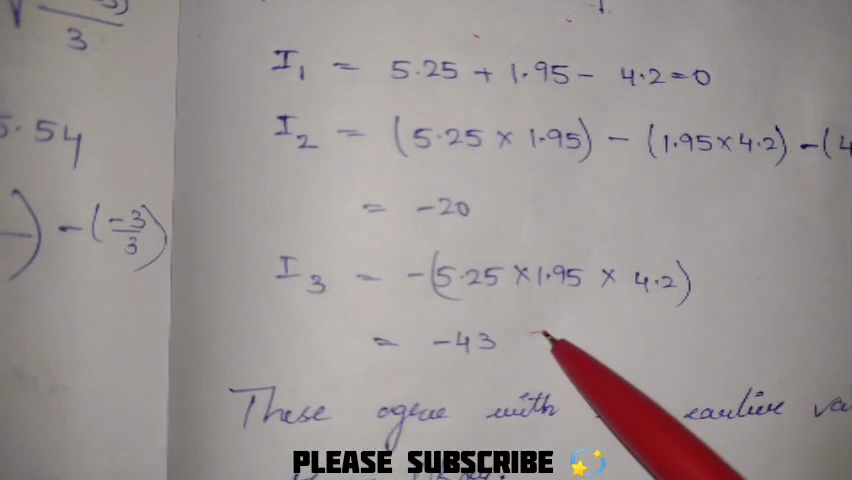 3
5.54
-(-3/3)
I₁ = 5.25 + 1.95 - 4.2 = 0
I₂ = (5.25 × 1.95) - (1.95 × 4.2) - (4
= -20
I₃ = -(5.25 × 1.95 × 4.2)
= -43
These agree with earlier va
PLEASE SUBSCRIBE 💫